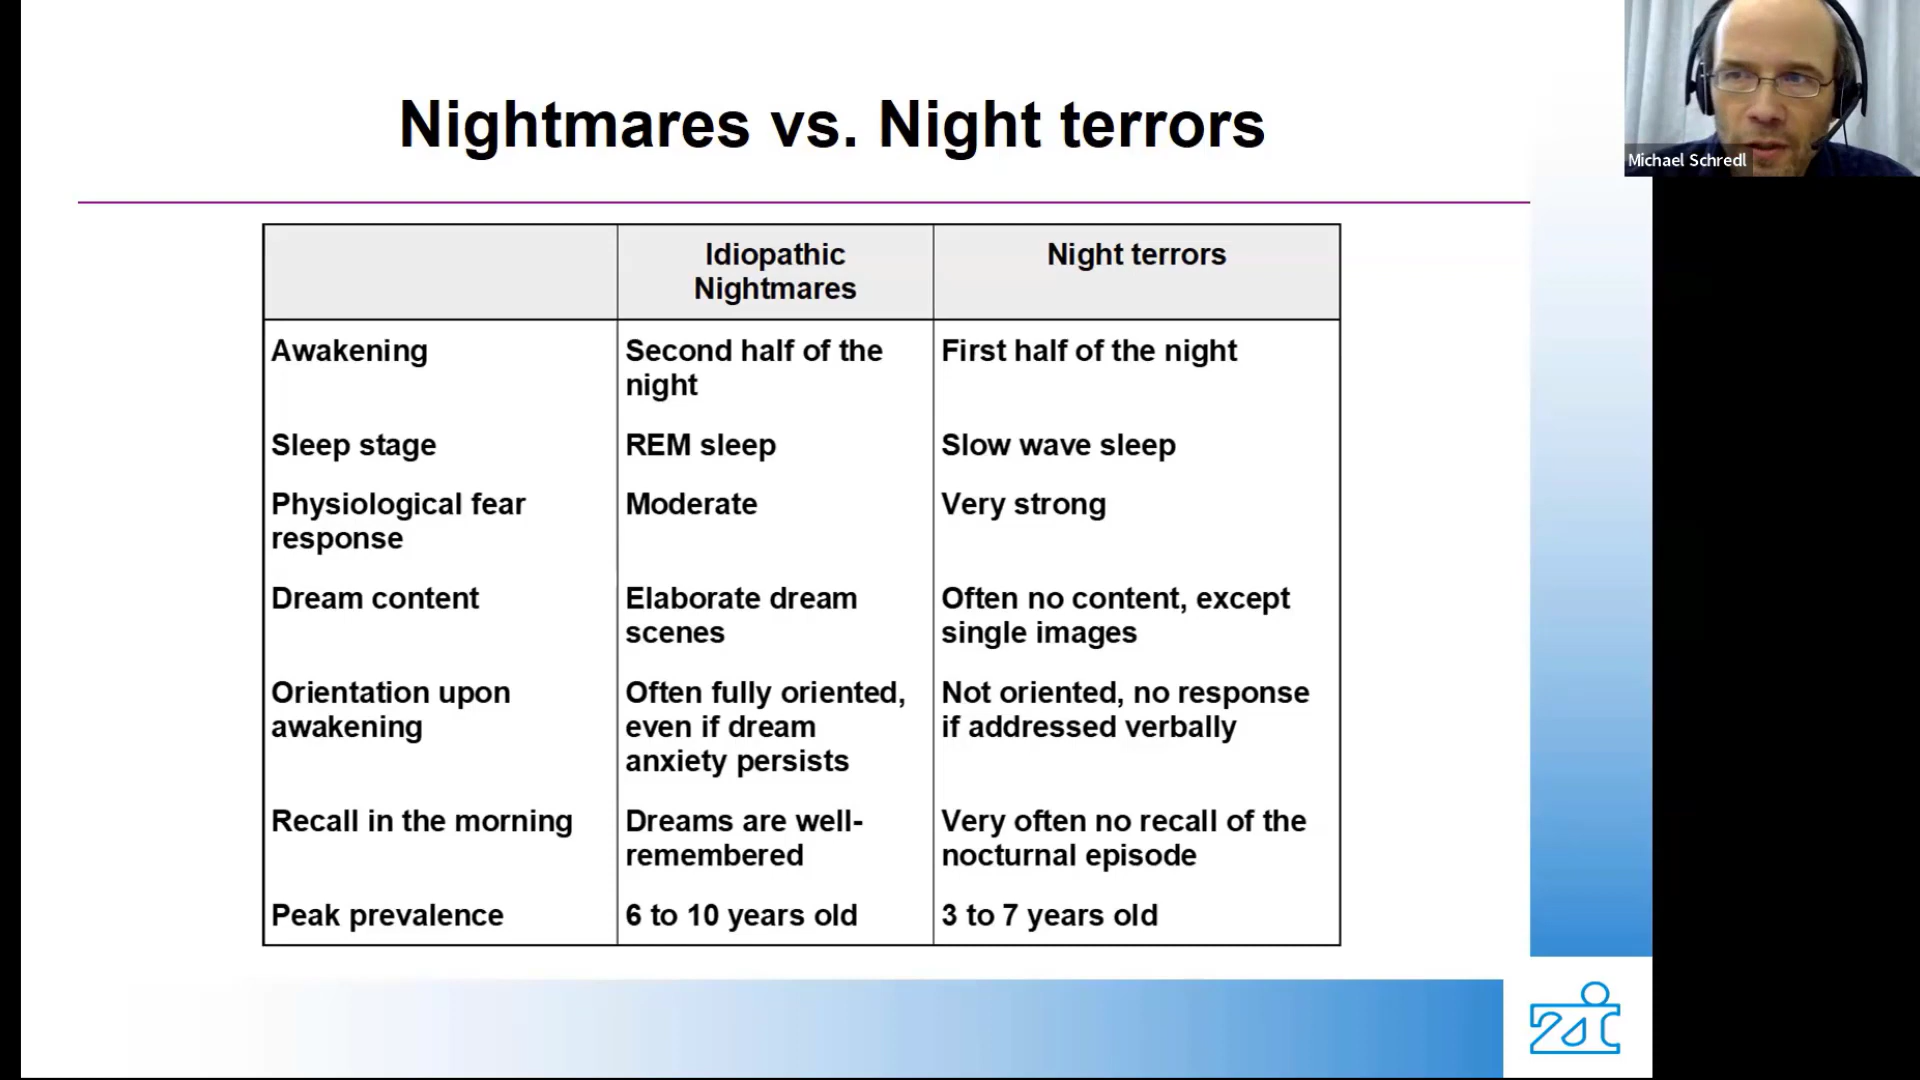 Nightmares vs. Night terrors
Michael Schredl
Idiopathic
Nightmares
Night terrors
Awakening
Second half of the
night
First half of the night
Sleep stage
REM sleep
Slow wave sleep
Physiological fear
response
Moderate
Very strong
Dream content
Elaborate dream
scenes
Often no content, except
single images
Orientation upon
awakening
Often fully oriented,
even if dream
anxiety persists
Not oriented, no response
if addressed verbally
Recall in the morning
Dreams are well-
remembered
Very often no recall of the
nocturnal episode
Peak prevalence
6 to 10 years old
3 to 7 years old
zi